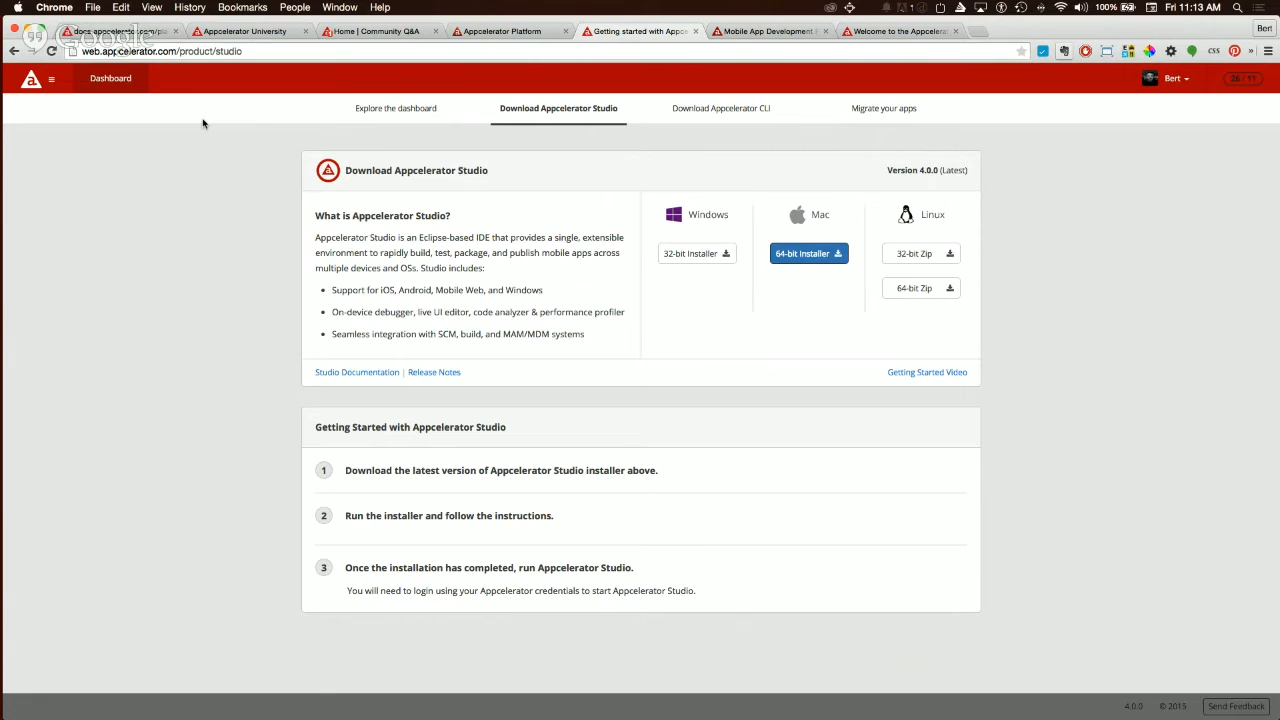 Chrome File Edit View History Bookmarks People Window Help 100% Fri 11:13 AM
docs.appcelerator.com/pla Appcelerator University Home | Community Q&A Appcelerator Platform Getting started with Appce Mobile App Development Welcome to the Appcelera Bert
Google
web.appcelerator.com/product/studio
Dashboard Bert 26 / 11
Explore the dashboard Download Appcelerator Studio Download Appcelerator CLI Migrate your apps
Download Appcelerator Studio Version 4.0.0 (Latest)
What is Appcelerator Studio?
Appcelerator Studio is an Eclipse-based IDE that provides a single, extensible
environment to rapidly build, test, package, and publish mobile apps across
multiple devices and OSs. Studio includes:
• Support for iOS, Android, Mobile Web, and Windows
• On-device debugger, live UI editor, code analyzer & performance profiler
• Seamless integration with SCM, build, and MAM/MDM systems
Windows Mac Linux
32-bit Installer 64-bit Installer 32-bit Zip
64-bit Zip
Studio Documentation | Release Notes Getting Started Video
Getting Started with Appcelerator Studio
1 Download the latest version of Appcelerator Studio installer above.
2 Run the installer and follow the instructions.
3 Once the installation has completed, run Appcelerator Studio.
You will need to login using your Appcelerator credentials to start Appcelerator Studio.
4.0.0 © 2015 Send Feedback